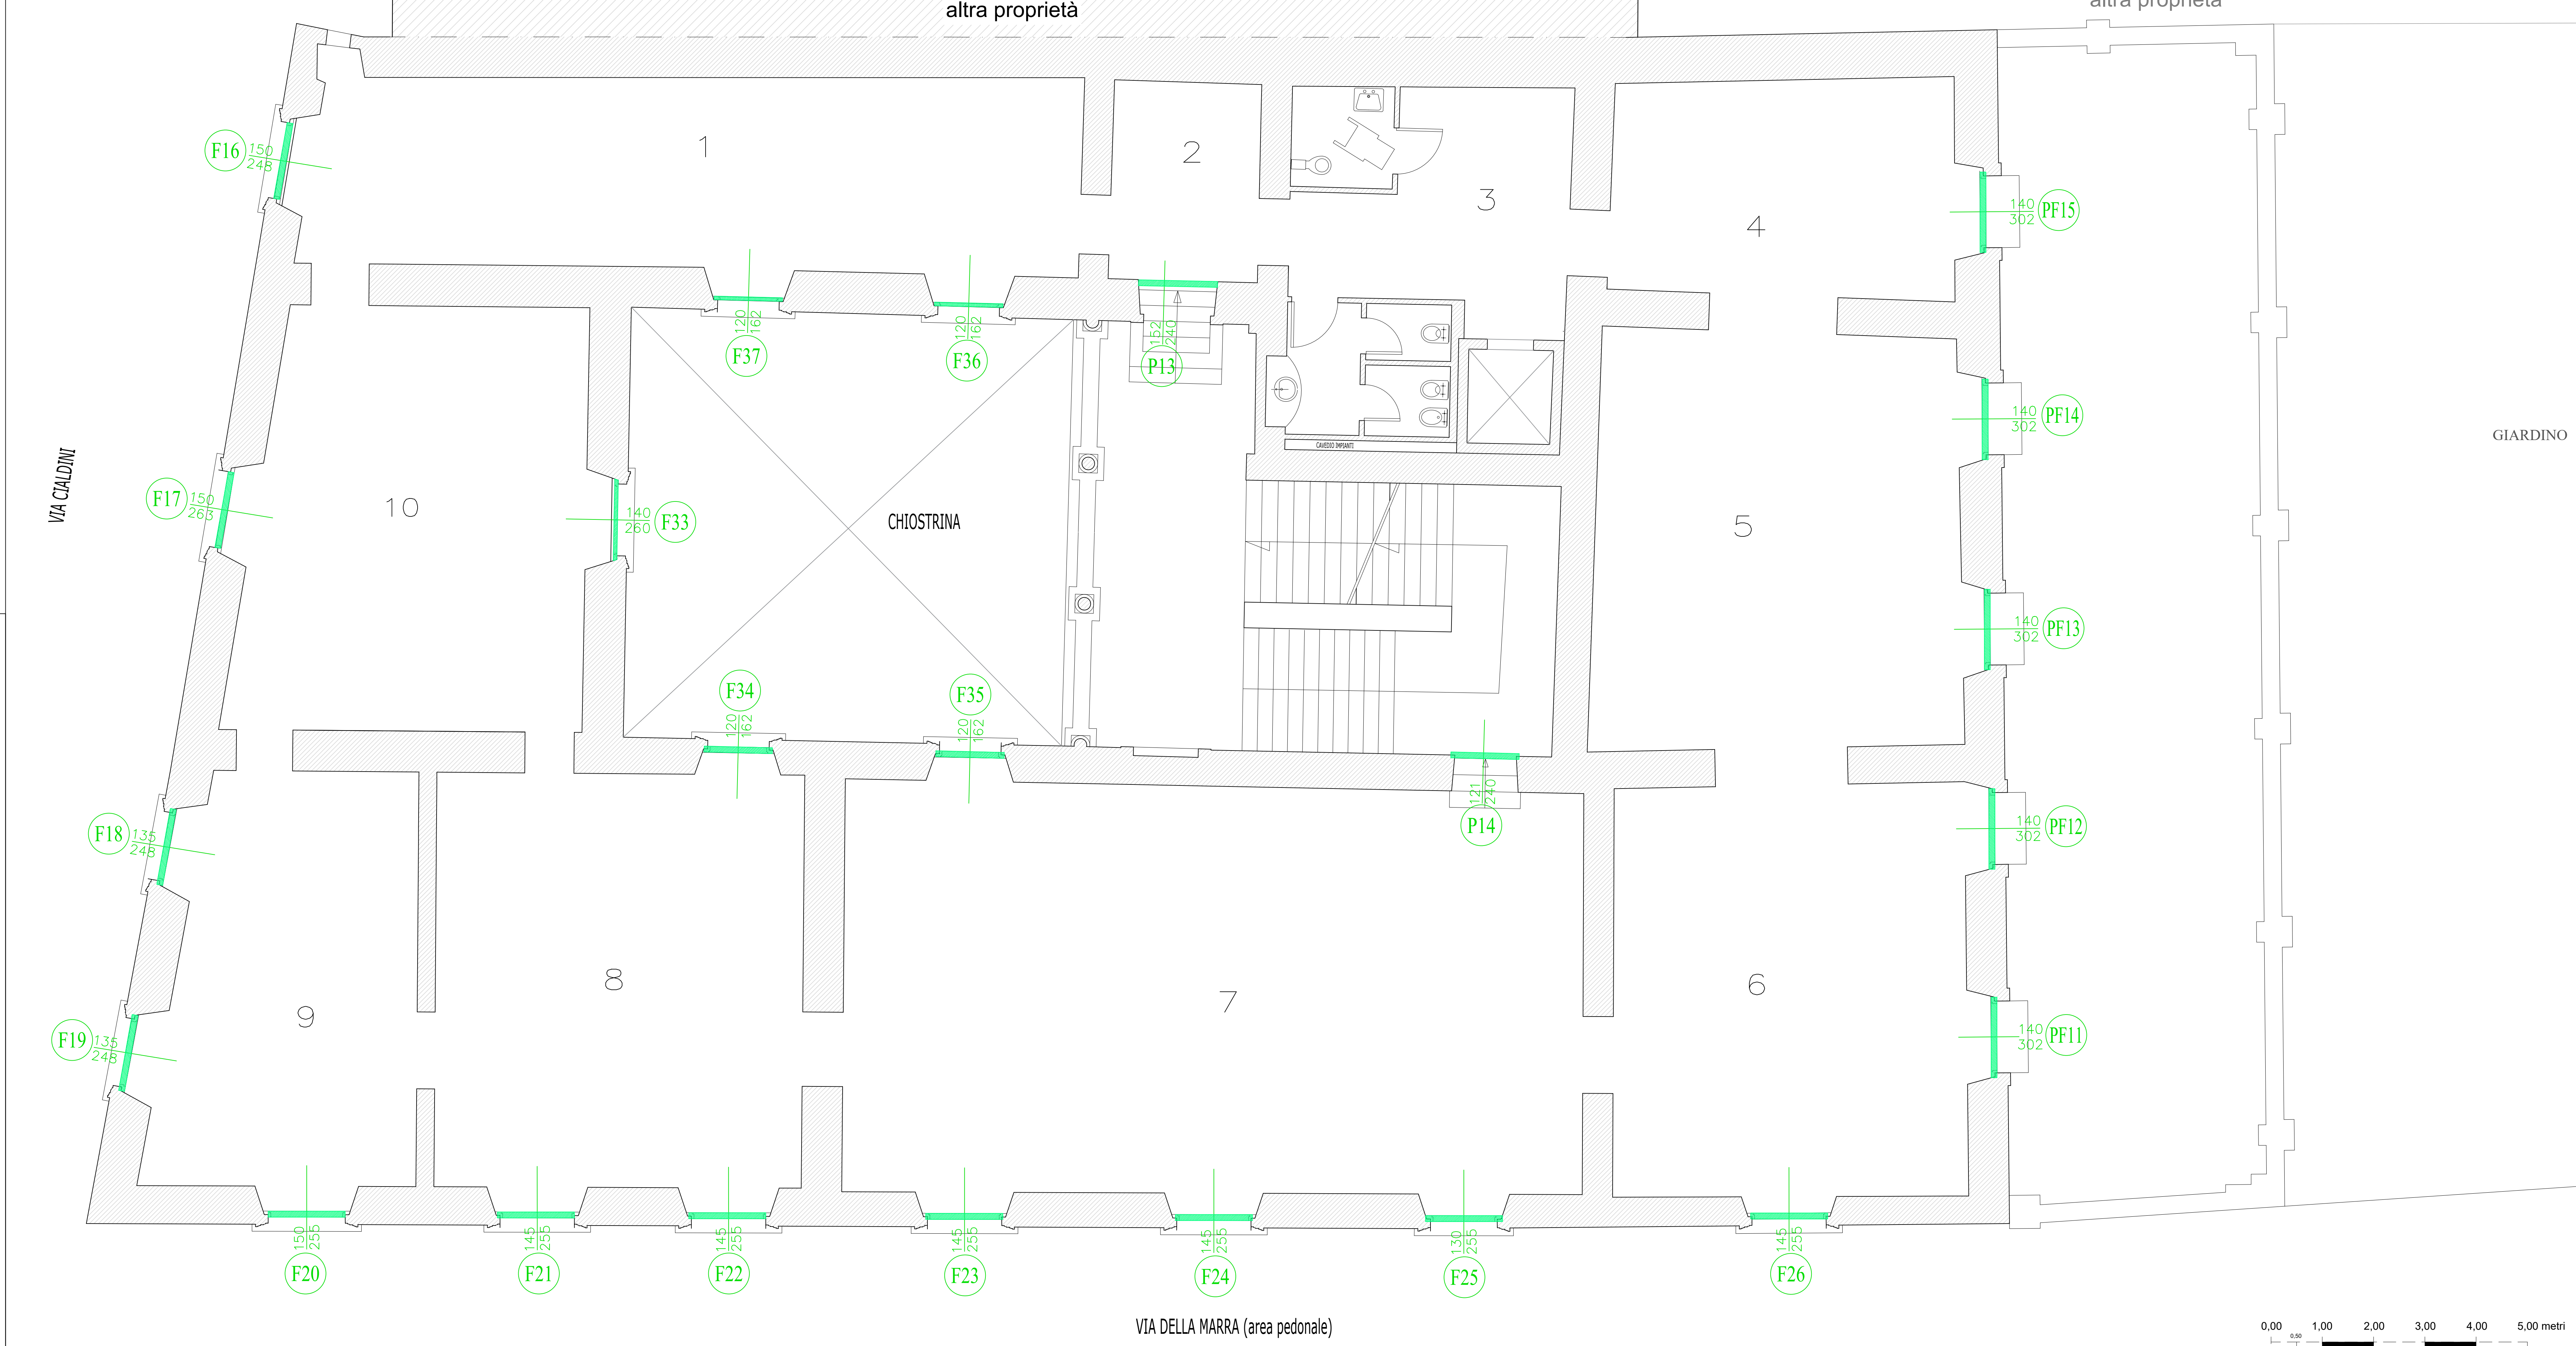 altra proprietà
altra proprietà
1
2
3
4
F16
150
248
140
302
PF15
120
162
F37
120
162
F36
152
240
P13
140
302
PF14
CAVEDIO IMPIANTI
GIARDINO
VIA CIALDINI
F17
150
263
10
140
260
F33
CHIOSTRINA
5
140
302
PF13
F34
120
162
F35
120
162
121
240
P14
F18
135
248
140
302
PF12
8
9
7
6
F19
135
248
140
302
PF11
150
255
F20
145
255
F21
145
255
F22
145
255
F23
145
255
F24
130
255
F25
145
255
F26
VIA DELLA MARRA (area pedonale)
0,00 1,00 2,00 3,00 4,00 5,00 metri
0,50